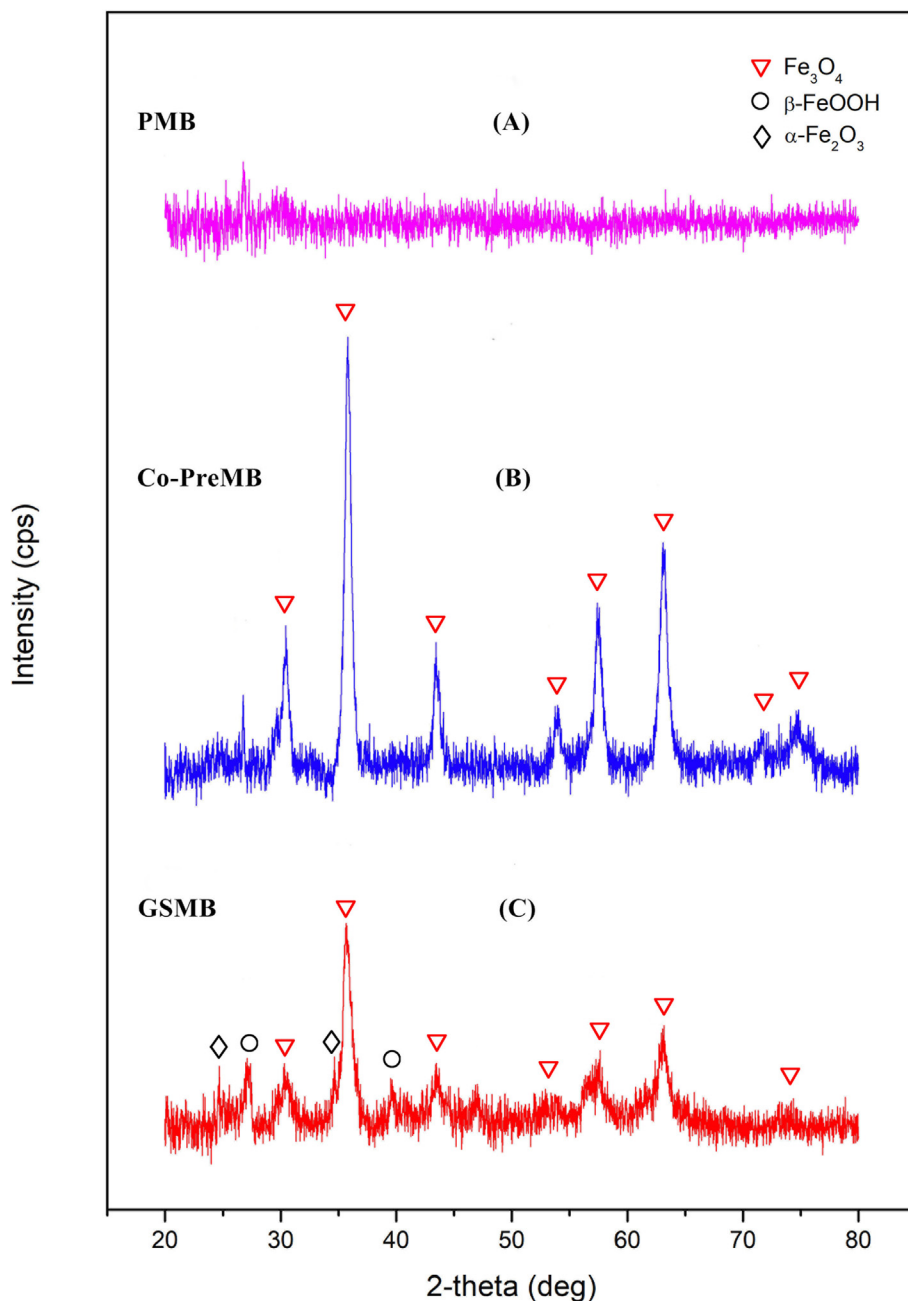 Fe₃O₄
β-FeOOH
α-Fe₂O₃
PMB (A)
Co-PreMB (B)
GSMB (C)
Intensity (cps)
20 30 40 50 60 70 80
2-theta (deg)